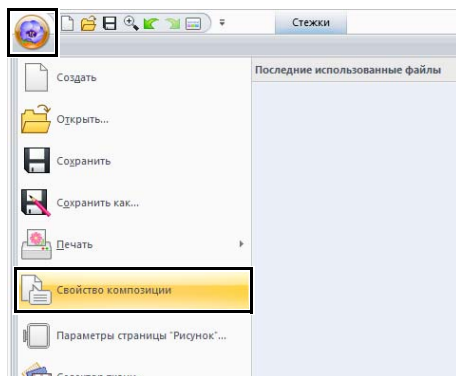 Стежки
Последние использованные файлы
Создать
Открыть...
Сохранить
Сохранить как...
Печать
Свойство композиции
Параметры страницы "Рисунок"...